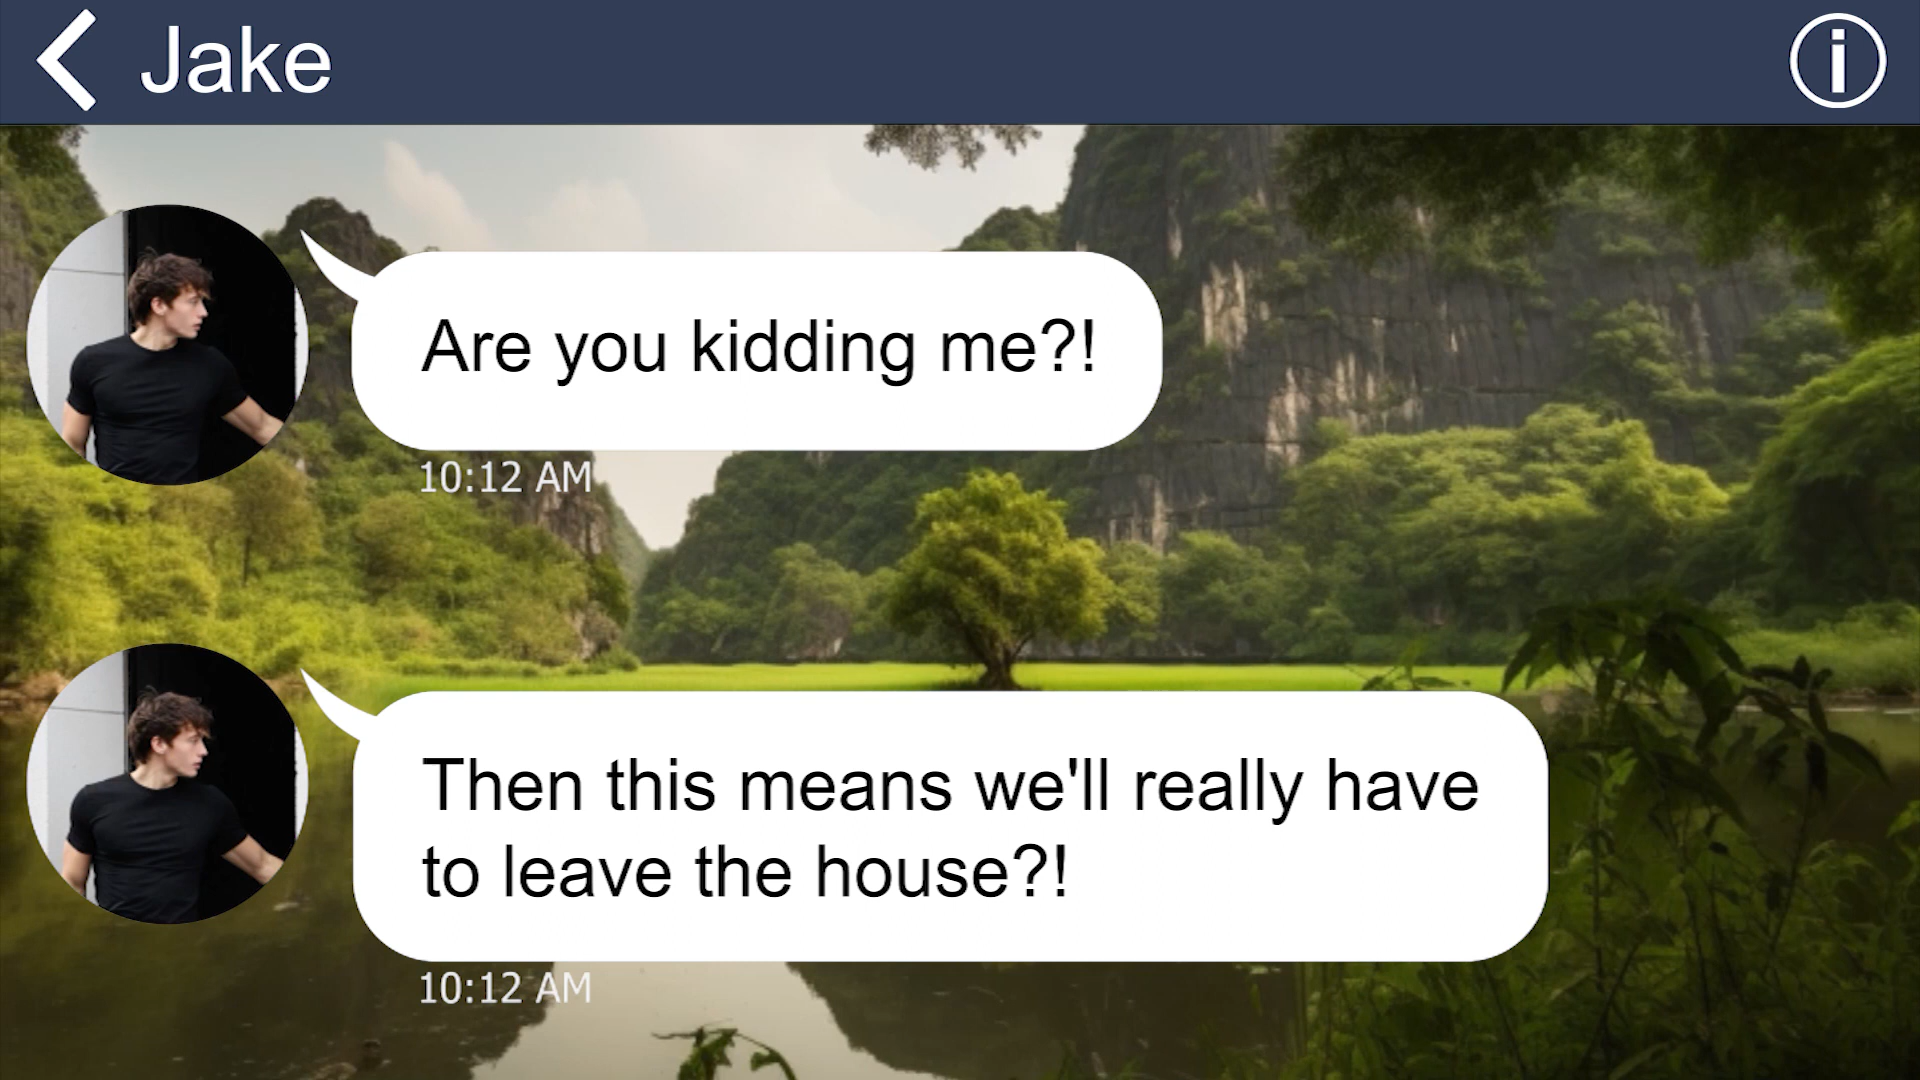 Jake
Are you kidding me?!
10:12 AM
Then this means we'll really have
to leave the house?!
10:12 AM